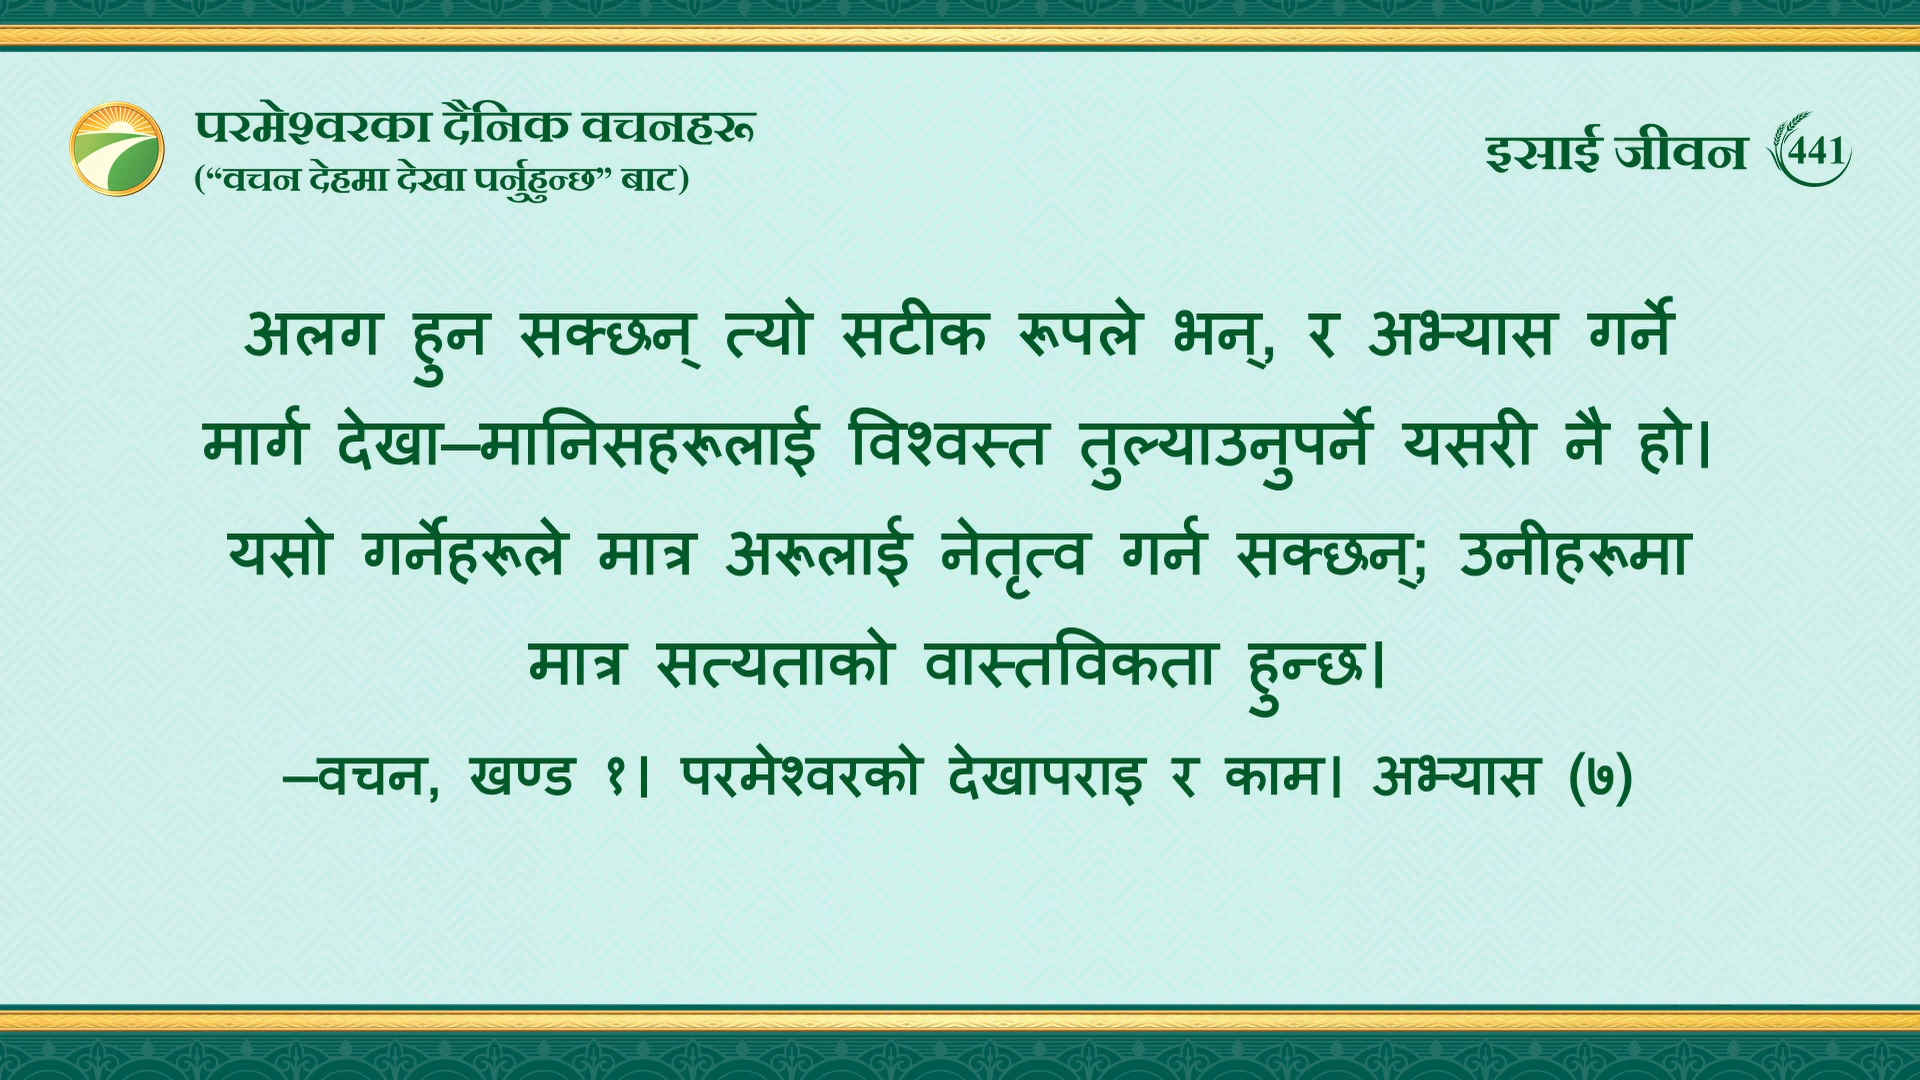 परमेश्वरका दैनिक वचनहरू
(“वचन देहमा देखा पर्नुहुन्छ” बाट)
इसाई जीवन 441
अलग हुन सक्छन् त्यो सटीक रूपले भन्, र अभ्यास गर्ने
मार्ग देखा—मानिसहरूलाई विश्वस्त तुल्याउनुपर्ने यसरी नै हो।
यसो गर्नेहरूले मात्र अरूलाई नेतृत्व गर्न सक्छन्; उनीहरूमा
मात्र सत्यताको वास्तविकता हुन्छ।
—वचन, खण्ड १। परमेश्वरको देखापराइ र काम। अभ्यास (७)